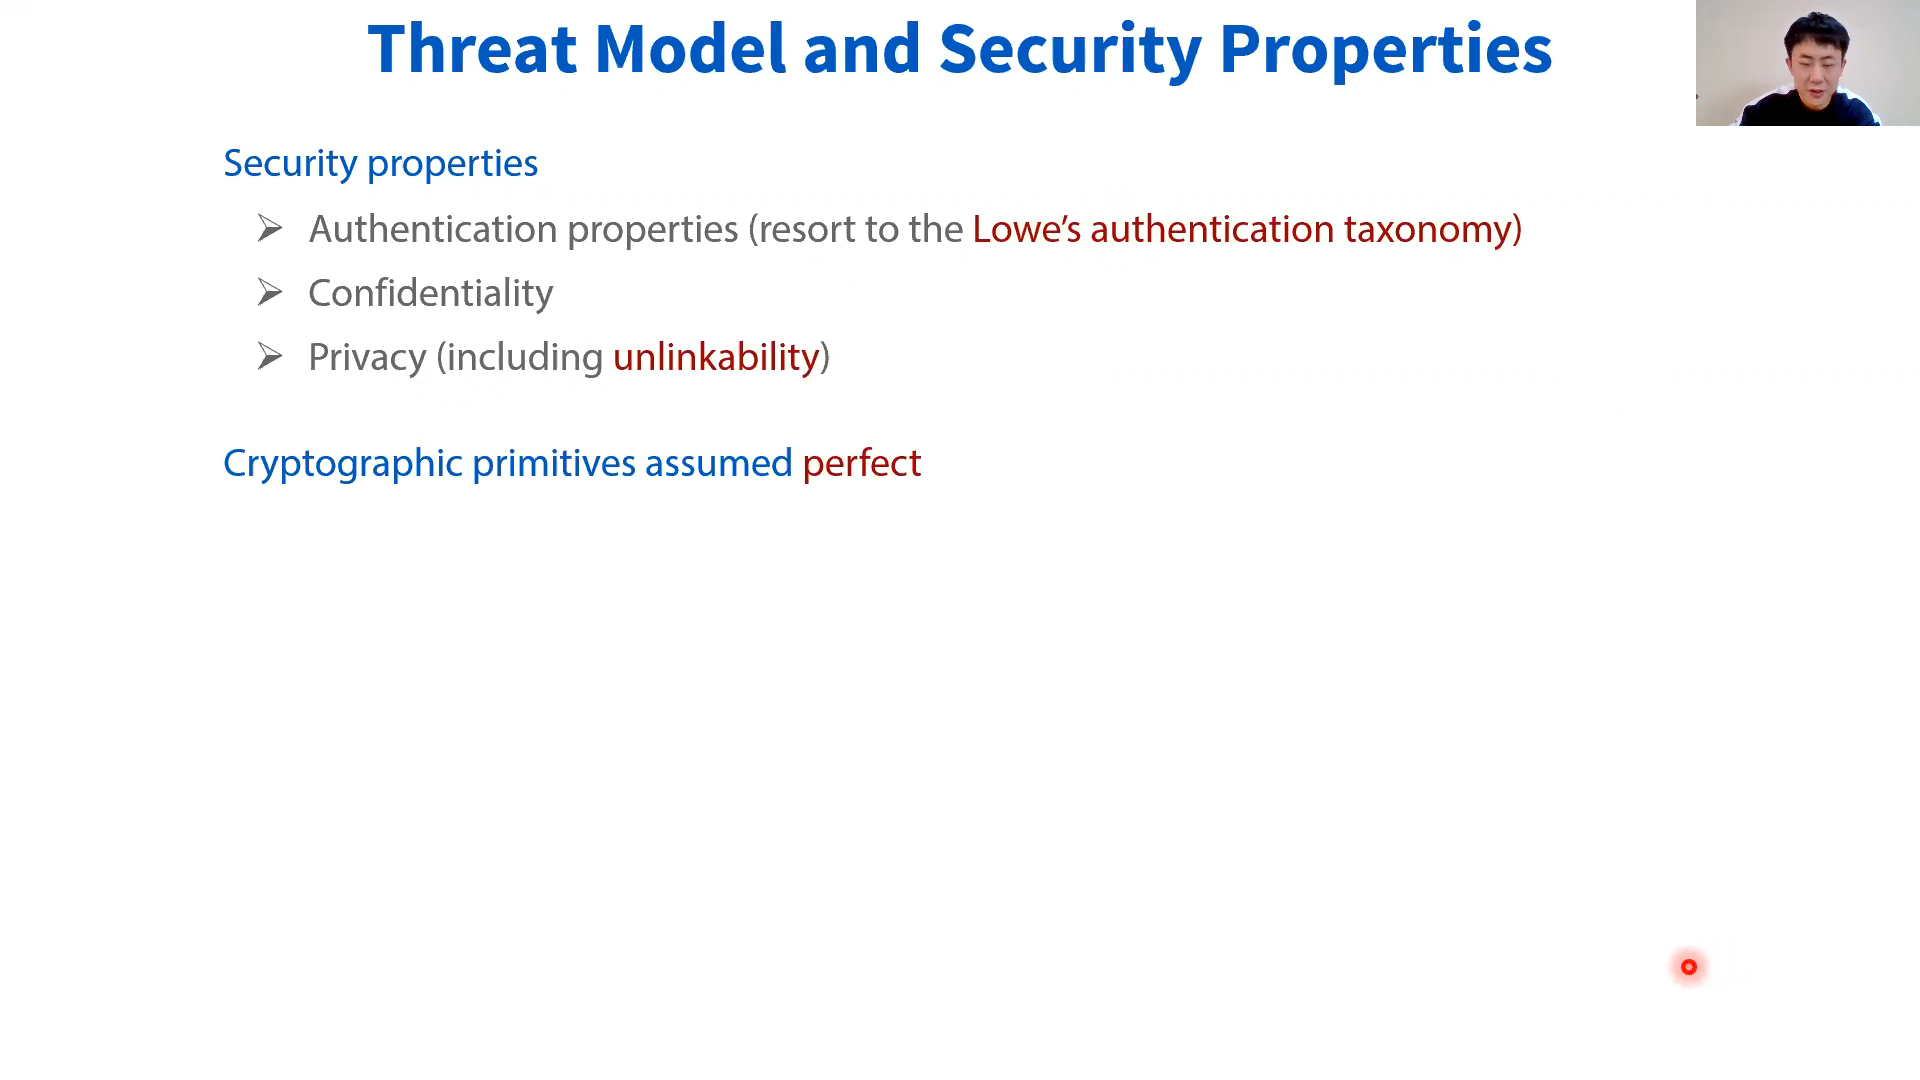 Threat Model and Security Properties
Security properties
➢ Authentication properties (resort to the Lowe’s authentication taxonomy)
➢ Confidentiality
➢ Privacy (including unlinkability)
Cryptographic primitives assumed perfect